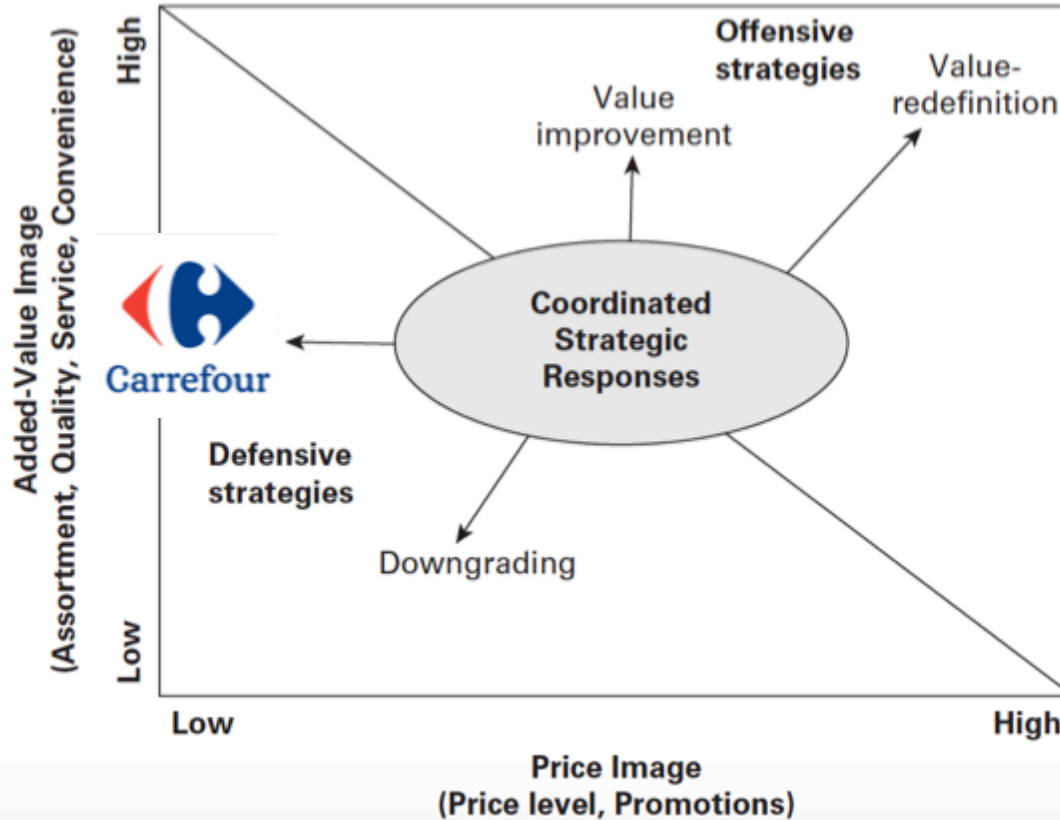 High
Low
Added-Value Image
(Assortment, Quality, Service, Convenience)
Offensive
strategies
Value-
redefinition
Value
improvement
Coordinated
Strategic
Responses
Carrefour
Defensive
strategies
Downgrading
Low
High
Price Image
(Price level, Promotions)